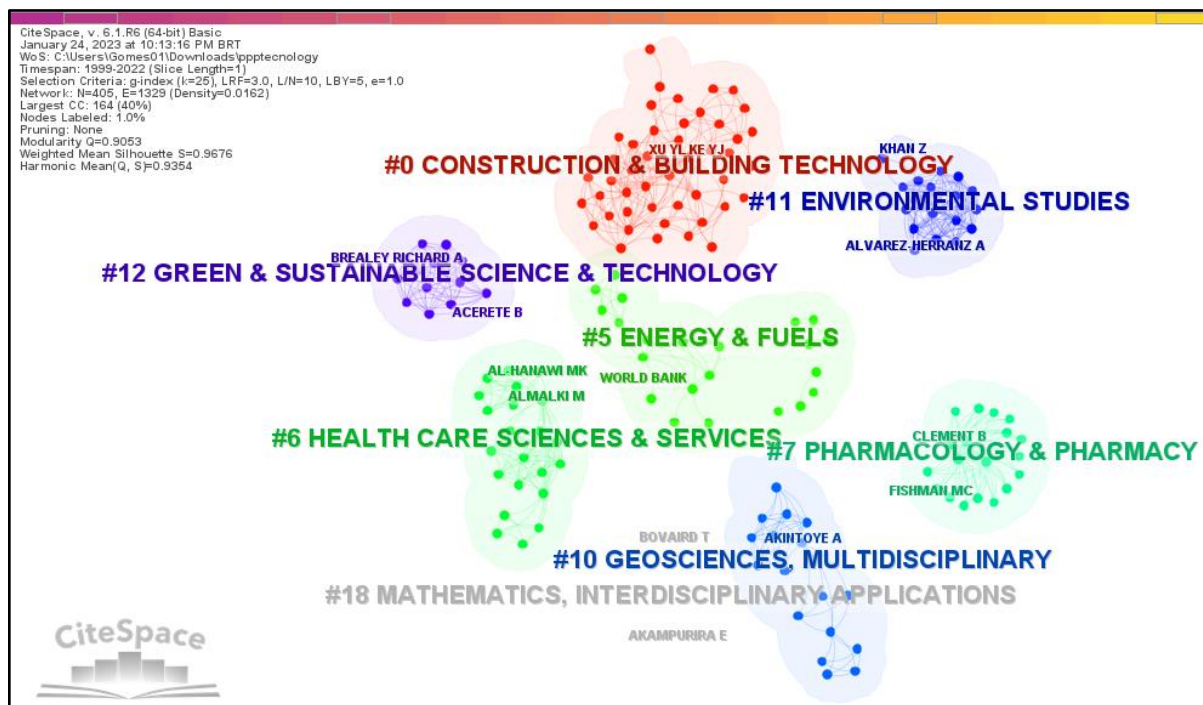 CiteSpace, v. 6.1.R6 (64-bit) Basic
January 24, 2023 at 10:13:16 PM BRT
WoS: C:\Users\Gomes01\Downloads\ppptecnology
Timespan: 1999-2022 (Slice Length=1)
Selection Criteria: g-index (k=25), LRF=3.0, L/N=10, LBY=5, e=1.0
Network: N=405, E=1329 (Density=0.0162)
Largest CC: 164 (40%)
Nodes Labeled: 1.0%
Pruning: None
Modularity Q=0.9053
Weighted Mean Silhouette S=0.9676
Harmonic Mean(Q, S)=0.9354
XU YL KE YJ
KHAN Z
#0 CONSTRUCTION & BUILDING TECHNOLOGY
#11 ENVIRONMENTAL STUDIES
ALVAREZ-HERRANZ A
BREALEY RICHARD A
#12 GREEN & SUSTAINABLE SCIENCE & TECHNOLOGY
ACERETE B
#5 ENERGY & FUELS
AL-HANAWI MK
WORLD BANK
ALMALKI M
#6 HEALTH CARE SCIENCES & SERVICES
CLEMENT B
#7 PHARMACOLOGY & PHARMACY
FISHMAN MC
BOVAIRD T
AKINTOYE A
#10 GEOSCIENCES, MULTIDISCIPLINARY
#18 MATHEMATICS, INTERDISCIPLINARY APPLICATIONS
AKAMPURIRA E
CiteSpace